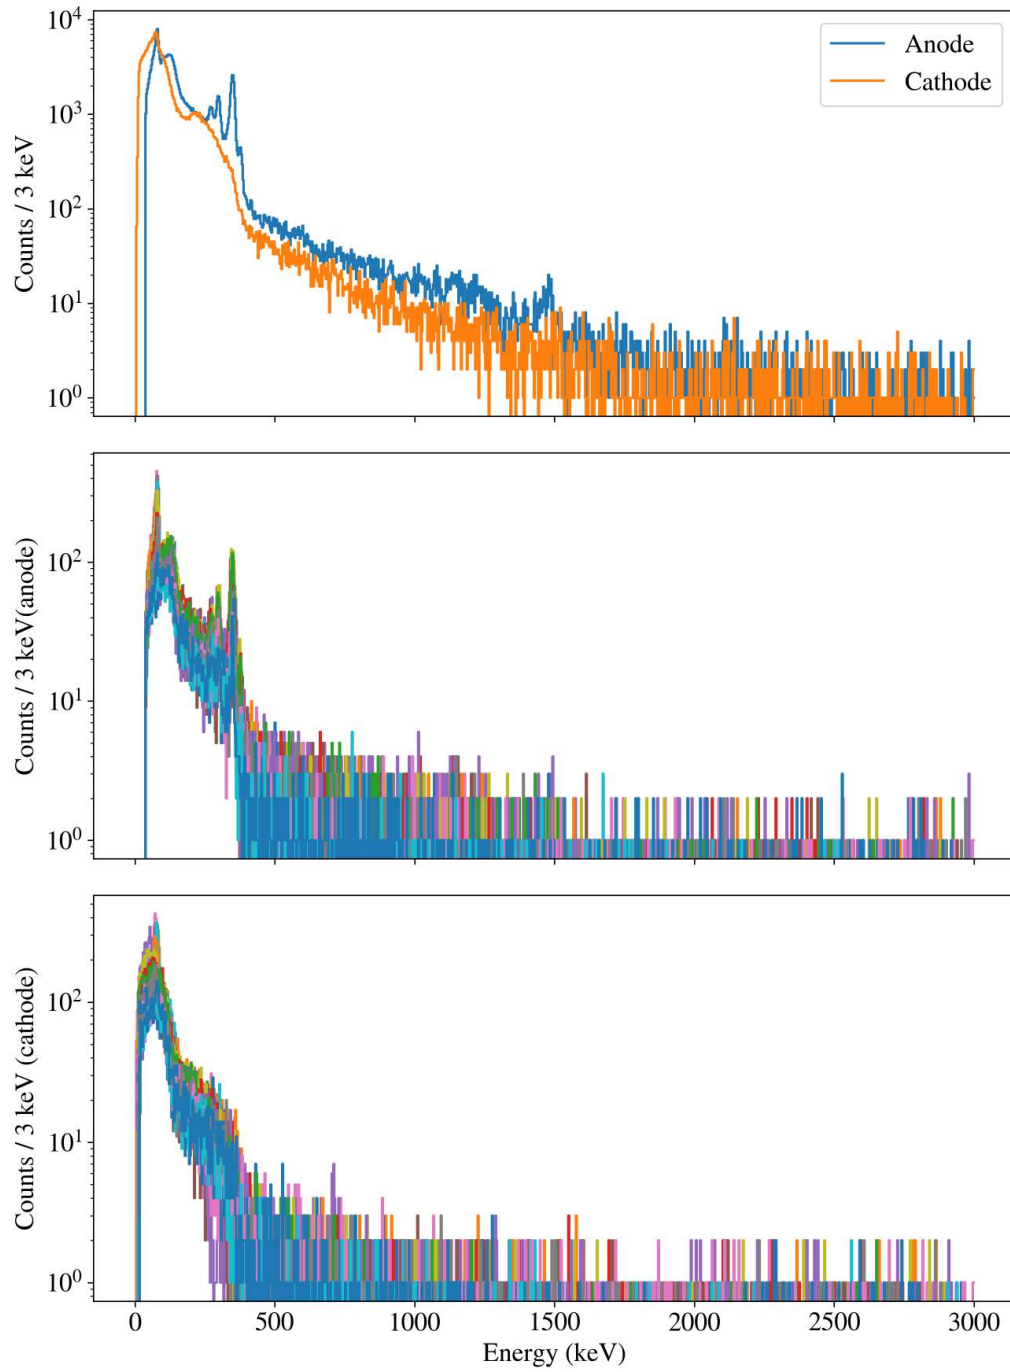 10^4
10^3
10^2
10^1
10^0
Counts / 3 keV
Anode
Cathode
10^2
10^1
10^0
Counts / 3 keV(anode)
10^2
10^1
10^0
Counts / 3 keV (cathode)
0 500 1000 1500 2000 2500 3000
Energy (keV)